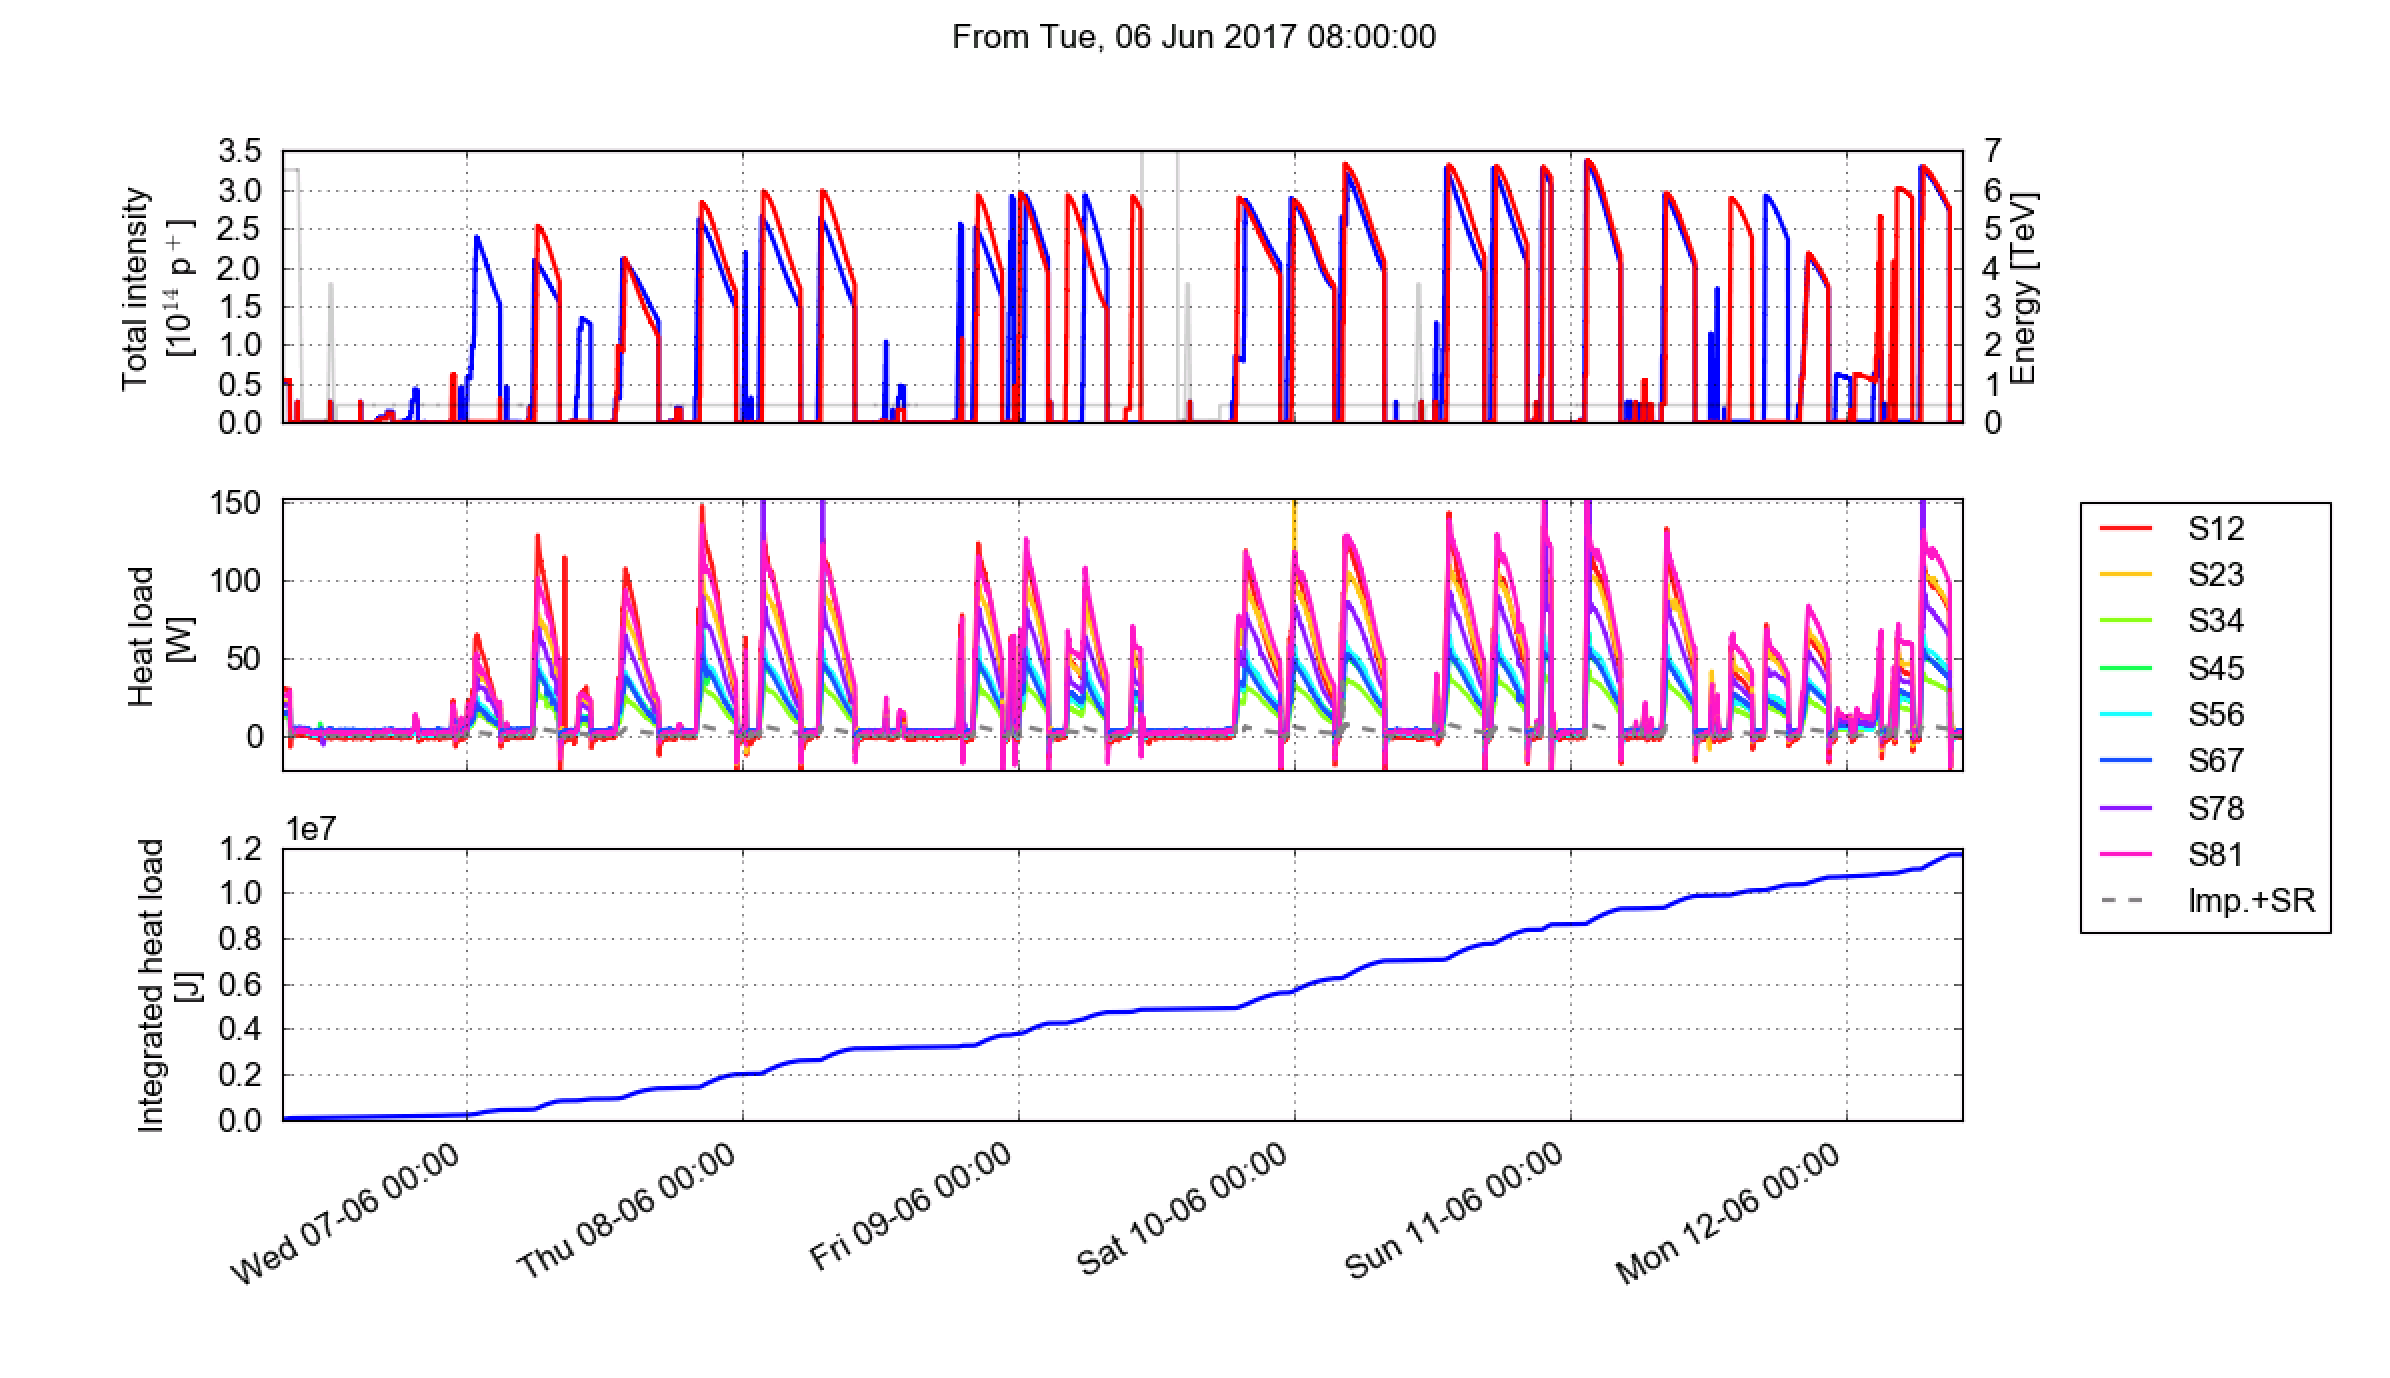 From Tue, 06 Jun 2017 08:00:00
Total intensity
[10¹⁴ p⁺]
3.5
3.0
2.5
2.0
1.5
1.0
0.5
0.0
7
6
5
4
3
2
1
0
Energy [TeV]
Heat load
[W]
150
100
50
0
S12
S23
S34
S45
S56
S67
S78
S81
Imp.+SR
Integrated heat load
[J]
1e7
1.2
1.0
0.8
0.6
0.4
0.2
0.0
Wed 07-06 00:00
Thu 08-06 00:00
Fri 09-06 00:00
Sat 10-06 00:00
Sun 11-06 00:00
Mon 12-06 00:00